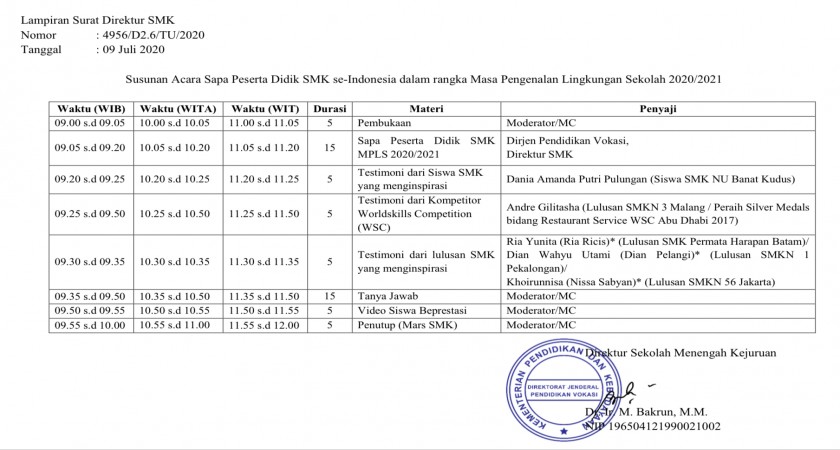 Lampiran Surat Direktur SMK
Nomor : 4956/D2.6/TU/2020
Tanggal : 09 Juli 2020
Susunan Acara Sapa Peserta Didik SMK se-Indonesia dalam rangka Masa Pengenalan Lingkungan Sekolah 2020/2021
Waktu (WIB) Waktu (WITA) Waktu (WIT) Durasi Materi Penyaji
09.00 s.d 09.05 10.00 s.d 10.05 11.00 s.d 11.05 5 Pembukaan Moderator/MC
09.05 s.d 09.20 10.05 s.d 10.20 11.05 s.d 11.20 15 Sapa Peserta Didik SMK
MPLS 2020/2021
Dirjen Pendidikan Vokasi,
Direktur SMK
09.20 s.d 09.25 10.20 s.d 10.25 11.20 s.d 11.25 5 Testimoni dari Siswa SMK
yang menginspirasi
Dania Amanda Putri Pulungan (Siswa SMK NU Banat Kudus)
09.25 s.d 09.50 10.25 s.d 10.50 11.25 s.d 11.50 5 Testimoni dari Kompetitor
Worldskills Competition
(WSC)
Andre Gilitasha (Lulusan SMKN 3 Malang / Peraih Silver Medals
bidang Restaurant Service WSC Abu Dhabi 2017)
09.30 s.d 09.35 10.30 s.d 10.35 11.30 s.d 11.35 5 Testimoni dari lulusan SMK
yang menginspirasi
Ria Yunita (Ria Ricis)* (Lulusan SMK Permata Harapan Batam)/
Dian Wahyu Utami (Dian Pelangi)* (Lulusan SMKN 1
Pekalongan)/
Khoirunnisa (Nissa Sabyan)* (Lulusan SMKN 56 Jakarta)
09.35 s.d 09.50 10.35 s.d 10.50 11.35 s.d 11.50 15 Tanya Jawab Moderator/MC
09.50 s.d 09.55 10.50 s.d 10.55 11.50 s.d 11.55 5 Video Siswa Beprestasi Moderator/MC
09.55 s.d 10.00 10.55 s.d 11.00 11.55 s.d 12.00 5 Penutup (Mars SMK) Moderator/MC
Direktur Sekolah Menengah Kejuruan
KEMENTERIAN PENDIDIKAN DAN KEBUDAYAAN
DIREKTORAT JENDERAL
PENDIDIKAN VOKASI
Dr. Ir. M. Bakrun, M.M.
NIP 196504121990021002